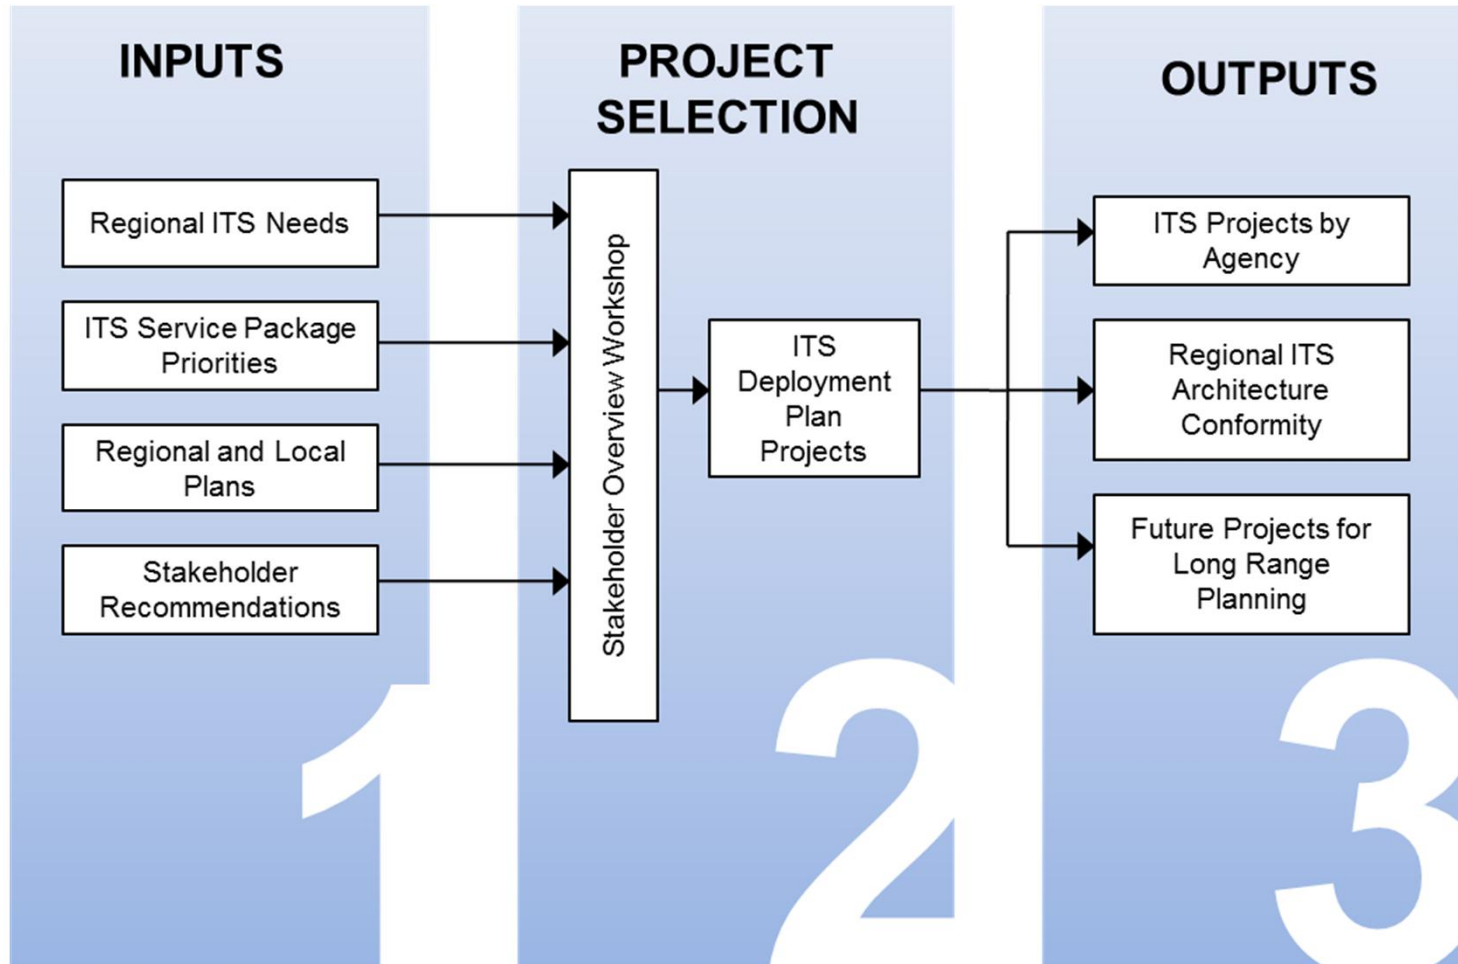 INPUTS
Regional ITS Needs
ITS Service Package
Priorities
Regional and Local
Plans
Stakeholder
Recommendations
1
PROJECT
SELECTION
Stakeholder Overview Workshop
ITS
Deployment
Plan
Projects
2
OUTPUTS
ITS Projects by
Agency
Regional ITS
Architecture
Conformity
Future Projects for
Long Range
Planning
3